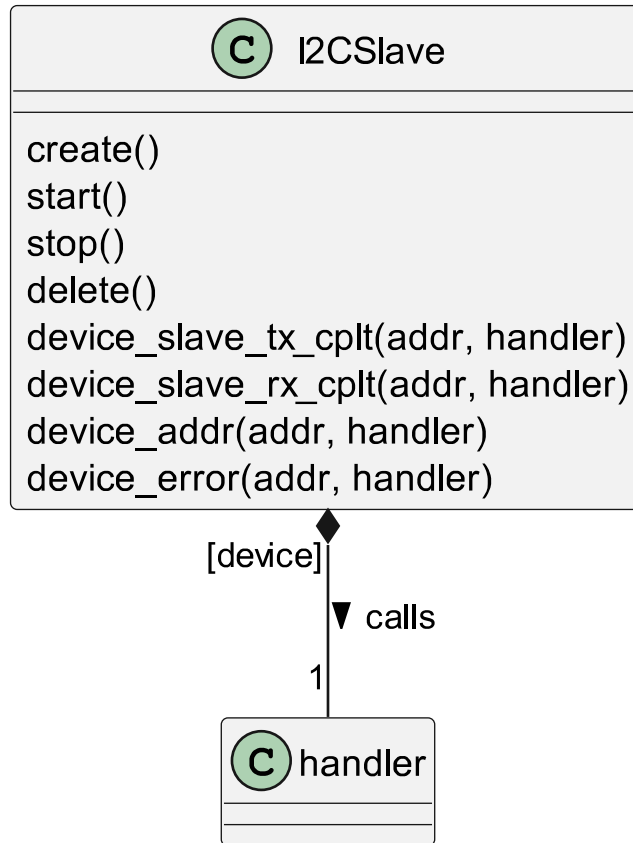 C I2CSlave
create()
start()
stop()
delete()
device_slave_tx_cplt(addr, handler)
device_slave_rx_cplt(addr, handler)
device_addr(addr, handler)
device_error(addr, handler)
[device]
calls
1
C handler